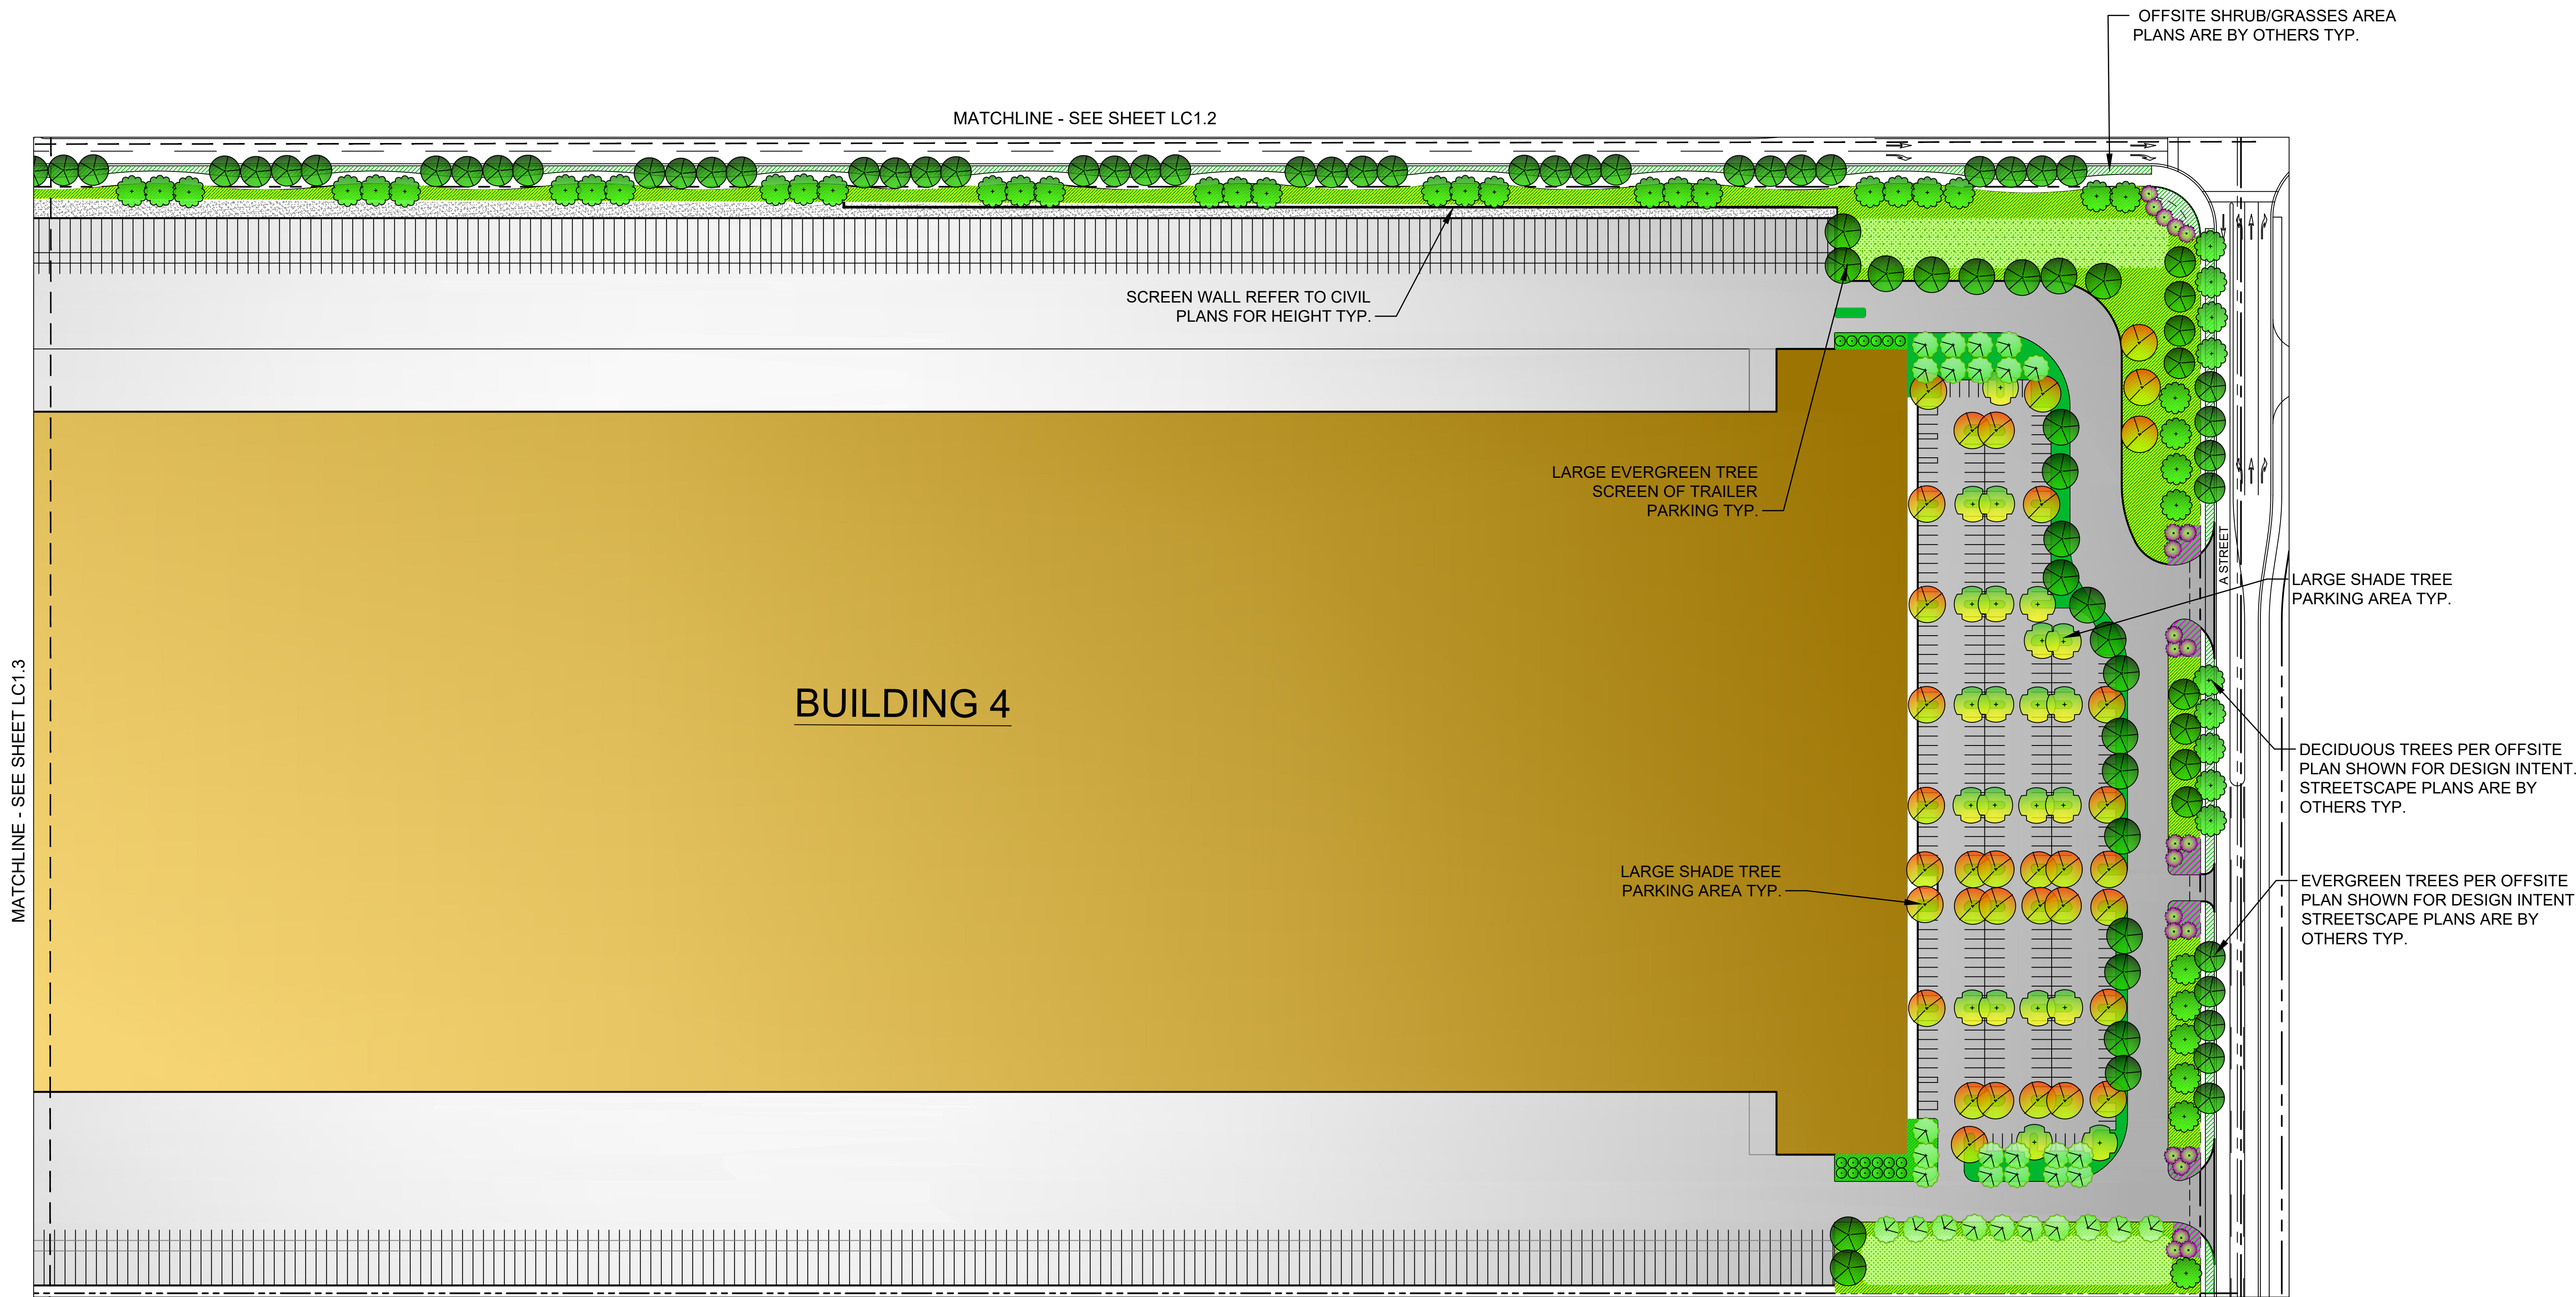 OFFSITE SHRUB/GRASSES AREA
PLANS ARE BY OTHERS TYP.
MATCHLINE - SEE SHEET LC1.2
SCREEN WALL REFER TO CIVIL
PLANS FOR HEIGHT TYP.
LARGE EVERGREEN TREE
SCREEN OF TRAILER
PARKING TYP.
A STREET
LARGE SHADE TREE
PARKING AREA TYP.
MATCHLINE - SEE SHEET LC1.3
BUILDING 4
DECIDUOUS TREES PER OFFSITE
PLAN SHOWN FOR DESIGN INTENT.
STREETSCAPE PLANS ARE BY
OTHERS TYP.
LARGE SHADE TREE
PARKING AREA TYP.
EVERGREEN TREES PER OFFSITE
PLAN SHOWN FOR DESIGN INTENT
STREETSCAPE PLANS ARE BY
OTHERS TYP.